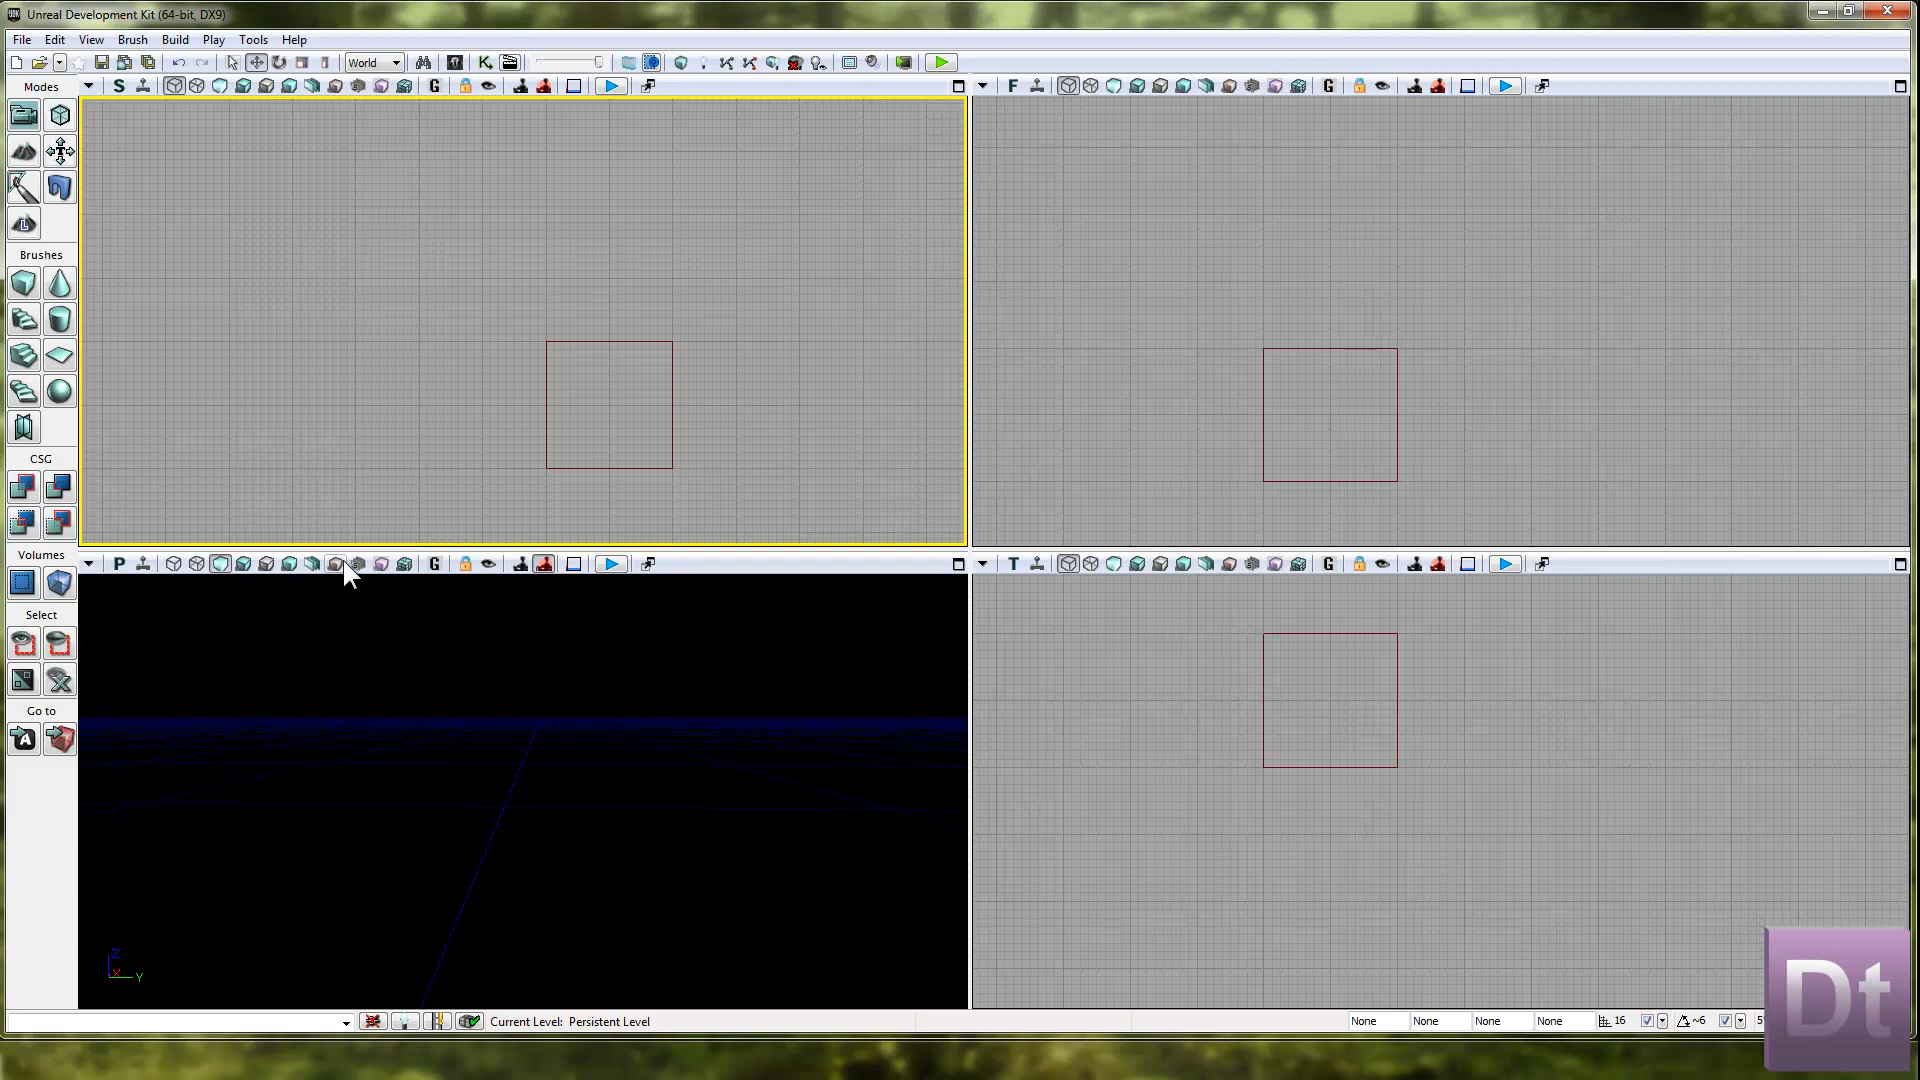 Unreal Development Kit (64-bit, DX9)
File Edit View Brush Build Play Tools Help
World
Modes
S G
F G
L
Brushes
CSG
Volumes
P G
T G
Select
Go to
A
Z
X Y
Current Level: Persistent Level
None None None None 16 ~6
Dt